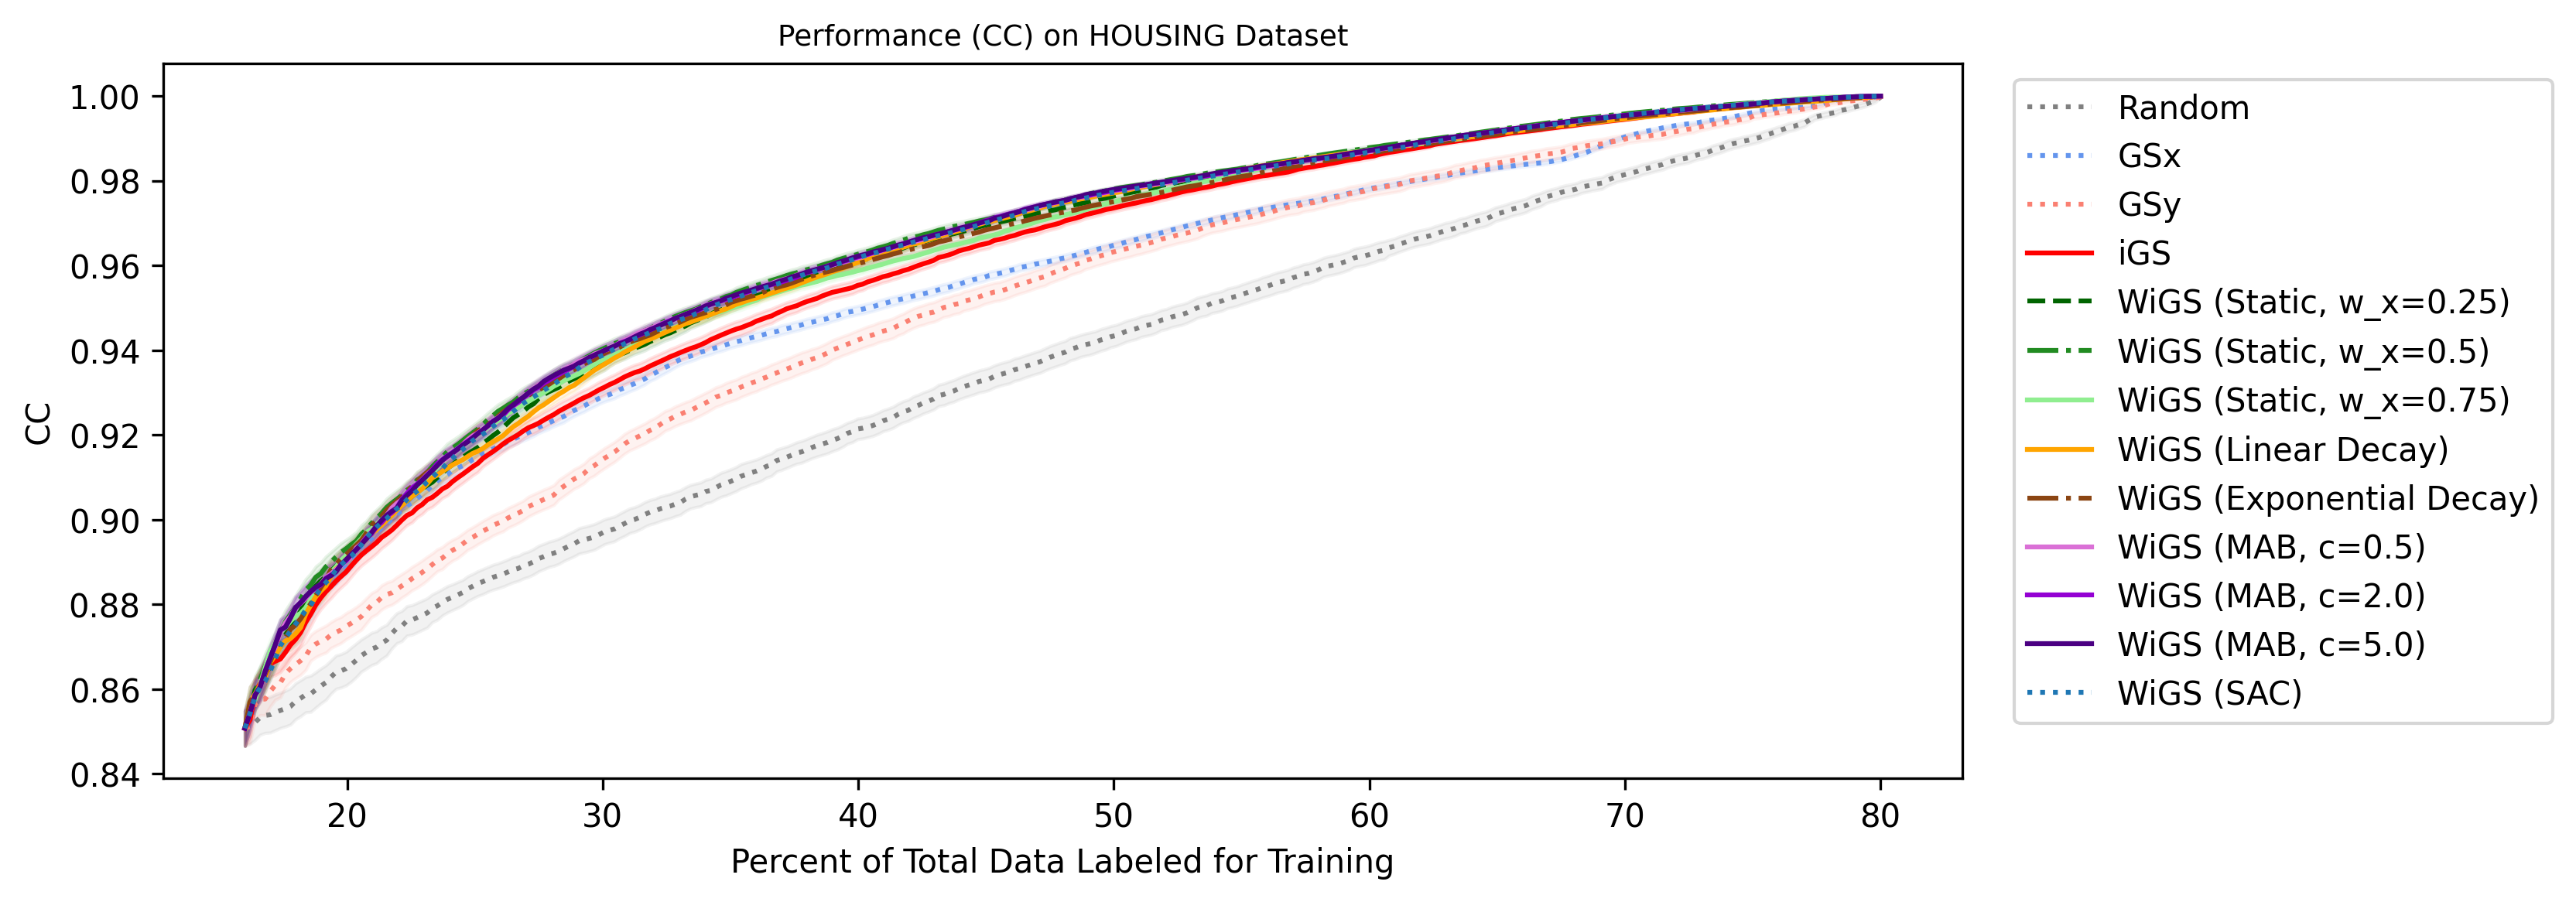 Performance (CC) on HOUSING Dataset
1.00
0.98
0.96
0.94
0.92
0.90
0.88
0.86
0.84
CC
20 30 40 50 60 70 80
Percent of Total Data Labeled for Training
Random
GSx
GSy
iGS
WiGS (Static, w_x=0.25)
WiGS (Static, w_x=0.5)
WiGS (Static, w_x=0.75)
WiGS (Linear Decay)
WiGS (Exponential Decay)
WiGS (MAB, c=0.5)
WiGS (MAB, c=2.0)
WiGS (MAB, c=5.0)
WiGS (SAC)